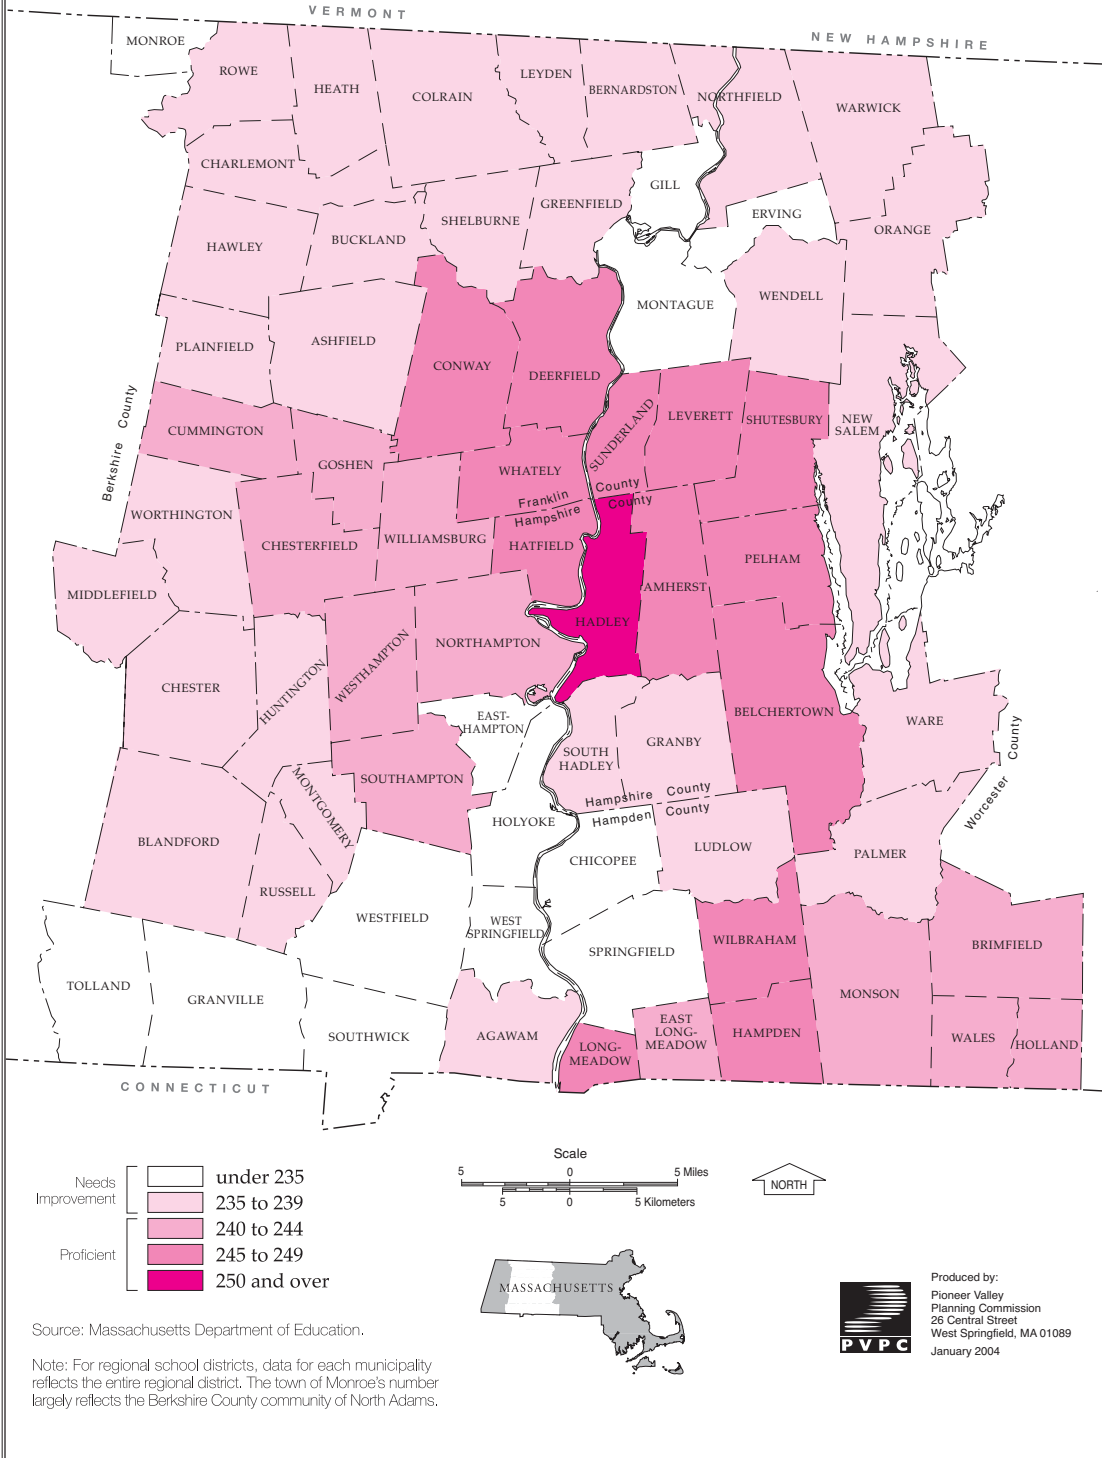 VERMONT
NEW HAMPSHIRE
MONROE
ROWE
HEATH
COLRAIN
LEYDEN
BERNARDSTON
NORTHFIELD
WARWICK
CHARLEMONT
GILL
SHELBURNE
GREENFIELD
ERVING
ORANGE
HAWLEY
BUCKLAND
WENDELL
MONTAGUE
PLAINFIELD
ASHFIELD
CONWAY
DEERFIELD
Berkshire County
CUMMINGTON
GOSHEN
WHATELY
SUNDERLAND
LEVERETT
SHUTESBURY
NEW
SALEM
Franklin County
Hampshire County
WORTHINGTON
CHESTERFIELD
WILLIAMSBURG
HATFIELD
PELHAM
MIDDLEFIELD
AMHERST
HADLEY
NORTHAMPTON
WESTHAMPTON
HUNTINGTON
CHESTER
EAST-
HAMPTON
BELCHERTOWN
WARE
SOUTH
HADLEY
GRANBY
Worcester County
SOUTHAMPTON
MONTGOMERY
Hampshire County
Hampden County
HOLYOKE
BLANDFORD
CHICOPEE
LUDLOW
PALMER
RUSSELL
WESTFIELD
WEST
SPRINGFIELD
SPRINGFIELD
WILBRAHAM
BRIMFIELD
TOLLAND
GRANVILLE
MONSON
SOUTHWICK
AGAWAM
LONG-
MEADOW
EAST
LONG-
MEADOW
HAMPDEN
WALES
HOLLAND
CONNECTICUT
Needs
Improvement
under 235
235 to 239
Proficient
240 to 244
245 to 249
250 and over
Scale
5 0 5 Miles
5 0 5 Kilometers
NORTH
MASSACHUSETTS
PVPC
Produced by:
Pioneer Valley
Planning Commission
26 Central Street
West Springfield, MA 01089
January 2004
Source: Massachusetts Department of Education.
Note: For regional school districts, data for each municipality
reflects the entire regional district. The town of Monroe's number
largely reflects the Berkshire County community of North Adams.